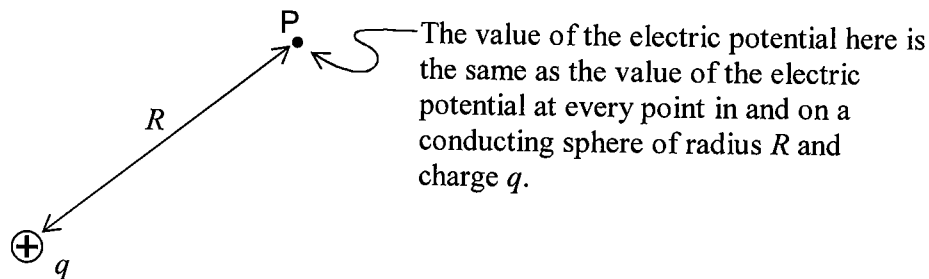 P
The value of the electric potential here is
the same as the value of the electric
potential at every point in and on a
conducting sphere of radius R and
charge q.
R
+
q